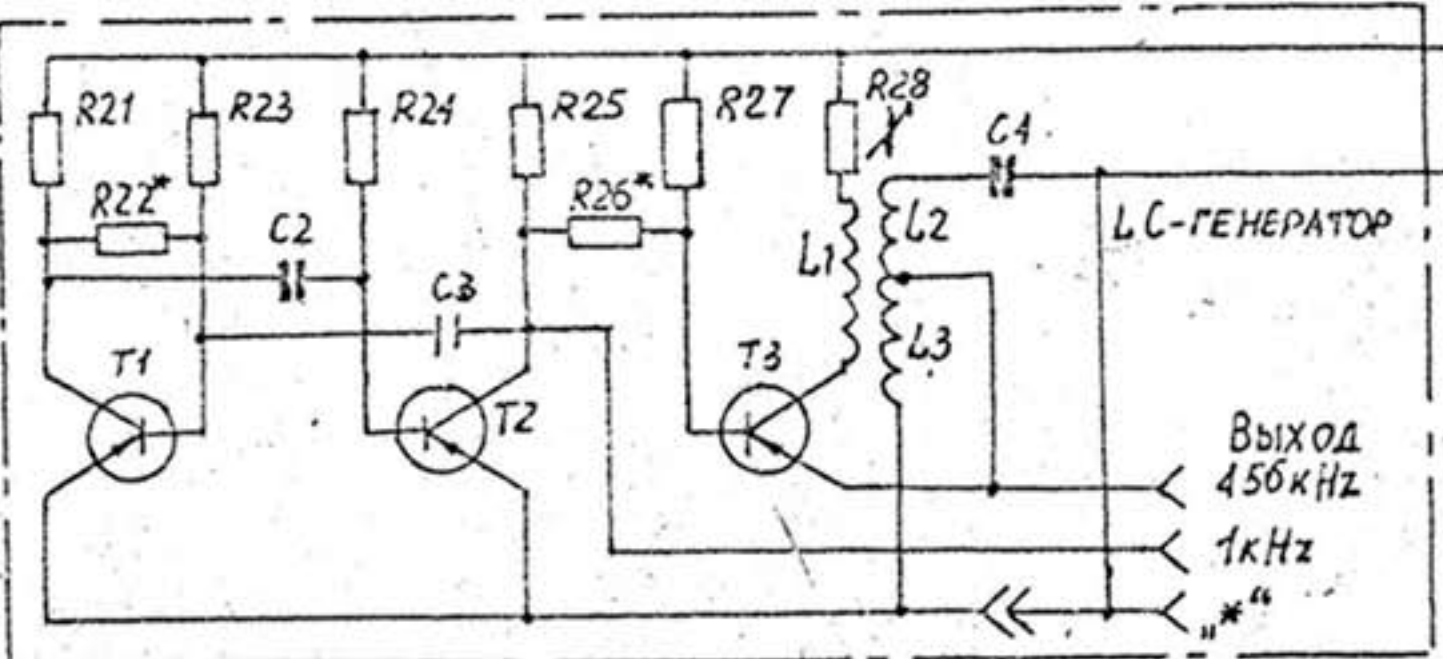 R21
R23
R24
R25
R27
R28
C4
R22*
R26*
C2
L2
LC-ГЕНЕРАТОР
L1
C3
L3
T1
T3
T2
ВЫХОД
456кHz
1кHz
„*“